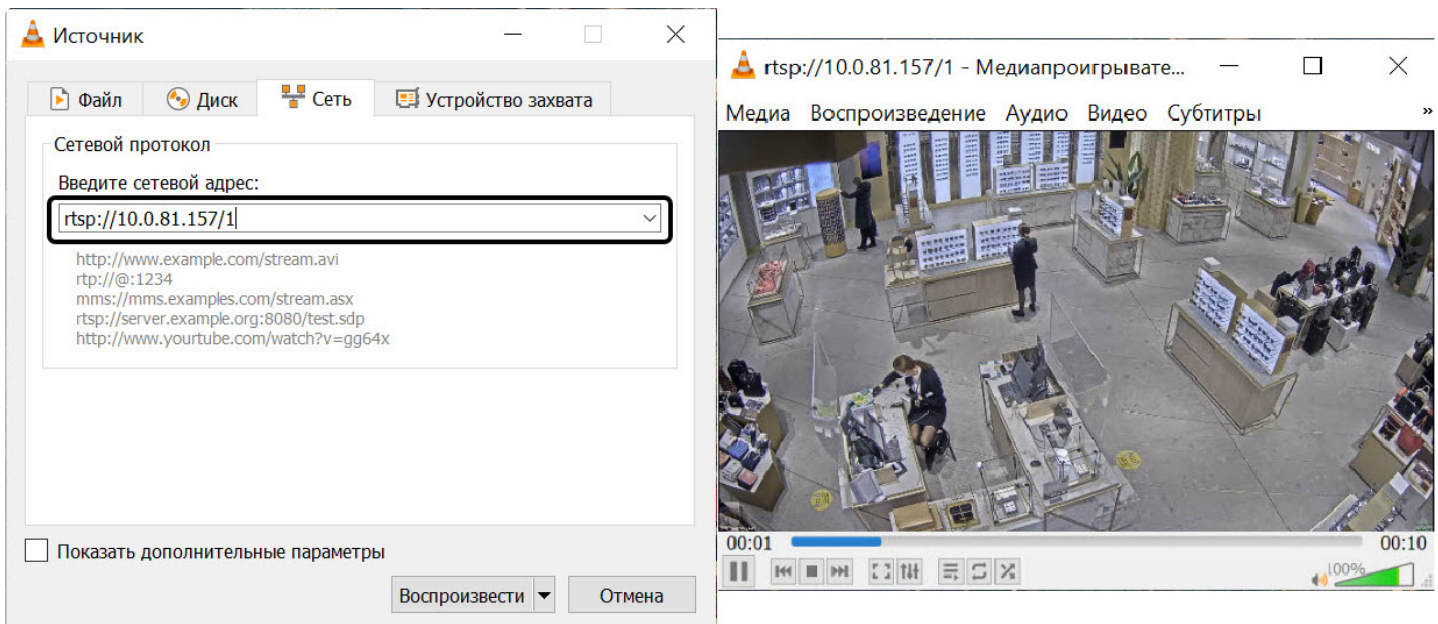 Источник
Файл
Диск
Сеть
Устройство захвата
Сетевой протокол
Введите сетевой адрес:
rtsp://10.0.81.157/1
http://www.example.com/stream.avi
rtp://@:1234
mms://mms.examples.com/stream.asx
rtsp://server.example.org:8080/test.sdp
http://www.yourtube.com/watch?v=gg64x
Показать дополнительные параметры
Воспроизвести
Отмена
rtsp://10.0.81.157/1 - Медиапроигрывате...
Медиа Воспроизведение Аудио Видео Субтитры »
00:01
00:10
100%